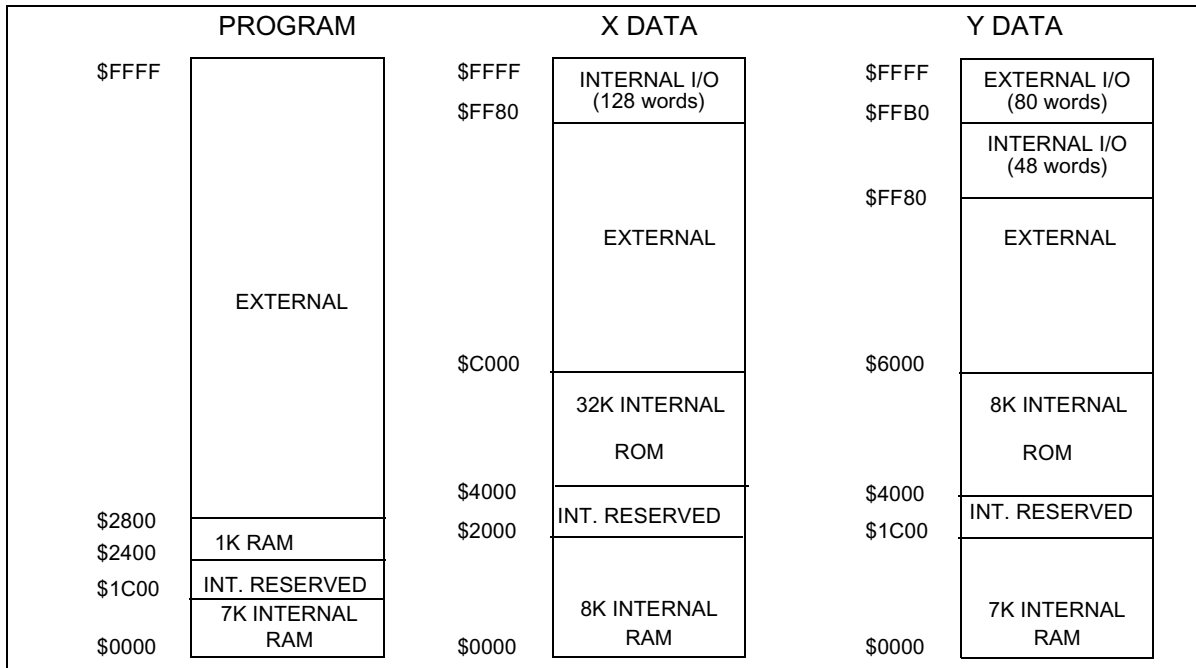 PROGRAM
$FFFF
EXTERNAL
$2800
1K RAM
$2400
INT. RESERVED
$1C00
7K INTERNAL
RAM
$0000
X DATA
$FFFF
INTERNAL I/O
(128 words)
$FF80
EXTERNAL
$C000
32K INTERNAL
ROM
$4000
INT. RESERVED
$2000
8K INTERNAL
RAM
$0000
Y DATA
$FFFF
EXTERNAL I/O
(80 words)
$FFB0
INTERNAL I/O
(48 words)
$FF80
EXTERNAL
$6000
8K INTERNAL
ROM
$4000
INT. RESERVED
$1C00
7K INTERNAL
RAM
$0000